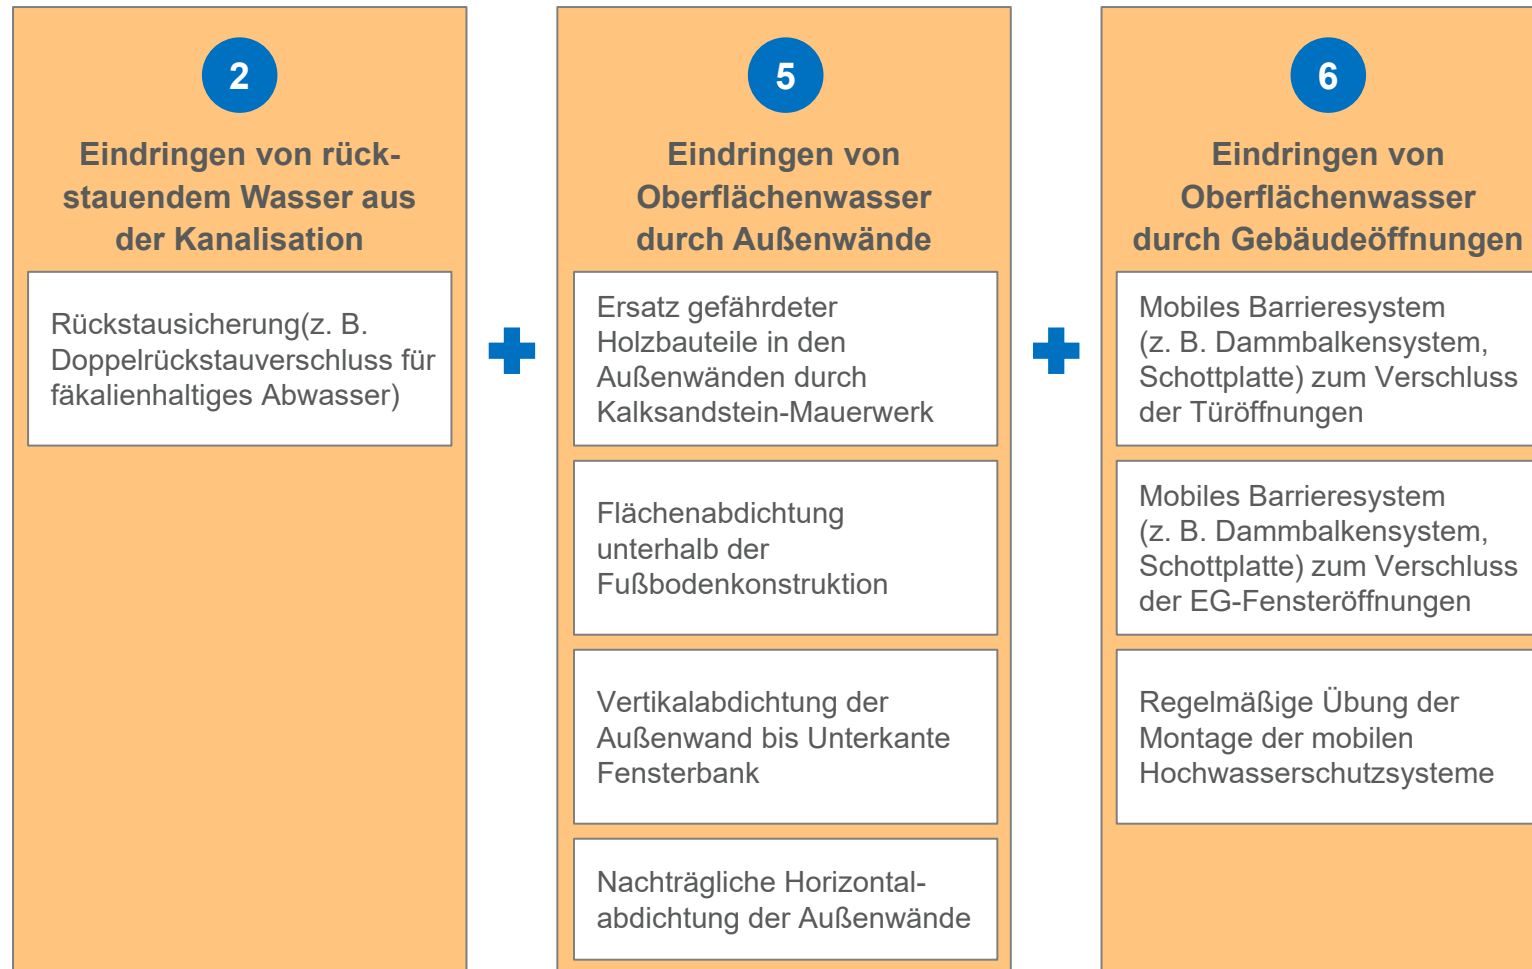 2
Eindringen von rück-
stauendem Wasser aus
der Kanalisation
Rückstausicherung(z. B.
Doppelrückstauverschluss für
fäkalienhaltiges Abwasser)
5
Eindringen von
Oberflächenwasser
durch Außenwände
Ersatz gefährdeter
Holzbauteile in den
Außenwänden durch
Kalksandstein-Mauerwerk
Flächenabdichtung
unterhalb der
Fußbodenkonstruktion
Vertikalabdichtung der
Außenwand bis Unterkante
Fensterbank
Nachträgliche Horizontal-
abdichtung der Außenwände
6
Eindringen von
Oberflächenwasser
durch Gebäudeöffnungen
Mobiles Barrieresystem
(z. B. Dammbalkensystem,
Schottplatte) zum Verschluss
der Türöffnungen
Mobiles Barrieresystem
(z. B. Dammbalkensystem,
Schottplatte) zum Verschluss
der EG-Fensteröffnungen
Regelmäßige Übung der
Montage der mobilen
Hochwasserschutzsysteme